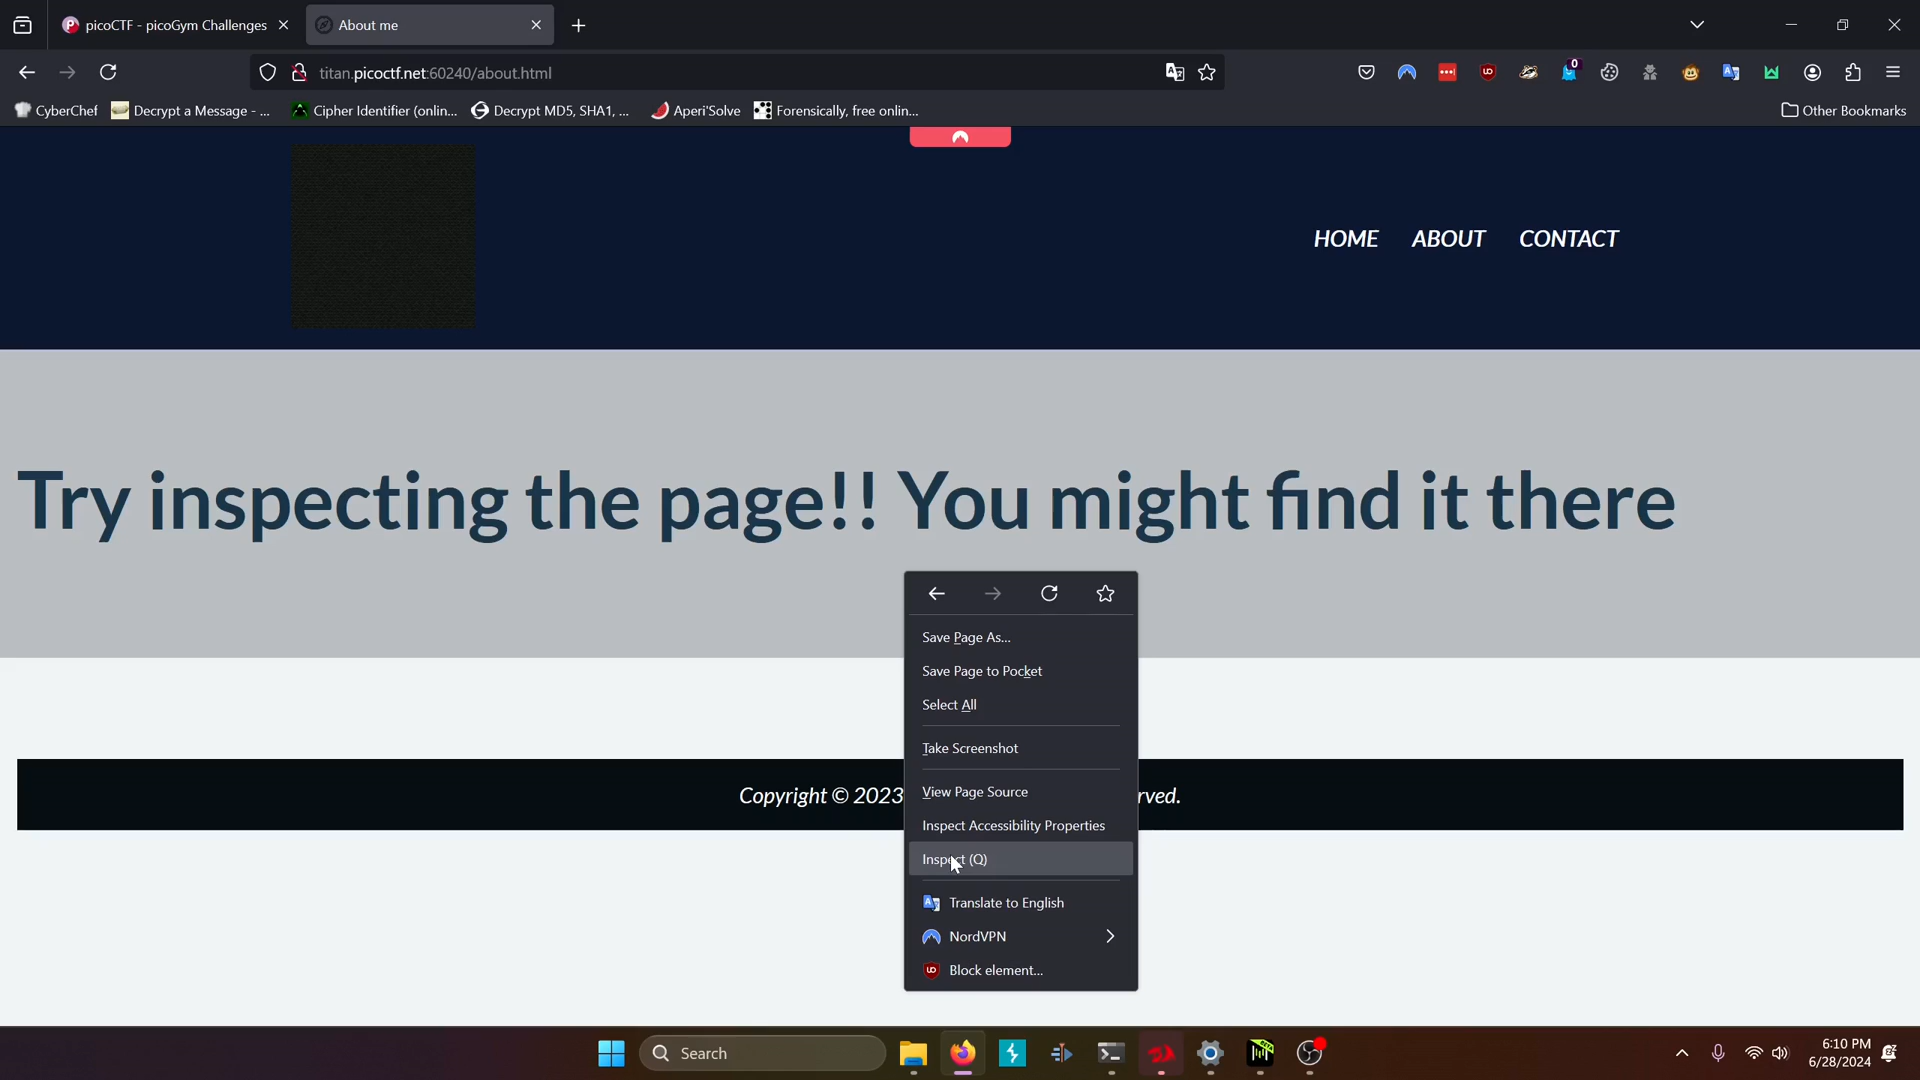 picoCTF - picoGym Challenges
About me
titan.picoctf.net:60240/about.html
0
CyberChef
Decrypt a Message - ...
Cipher Identifier (onlin...
Decrypt MD5, SHA1, ...
Aperi'Solve
Forensically, free onlin...
Other Bookmarks
HOME
ABOUT
CONTACT
Try inspecting the page!! You might find it there
Save Page As...
Save Page to Pocket
Select All
Take Screenshot
View Page Source
Inspect Accessibility Properties
Inspect (Q)
Translate to English
NordVPN
Block element...
Copyright © 2023
rved.
Search
6:10 PM
6/28/2024